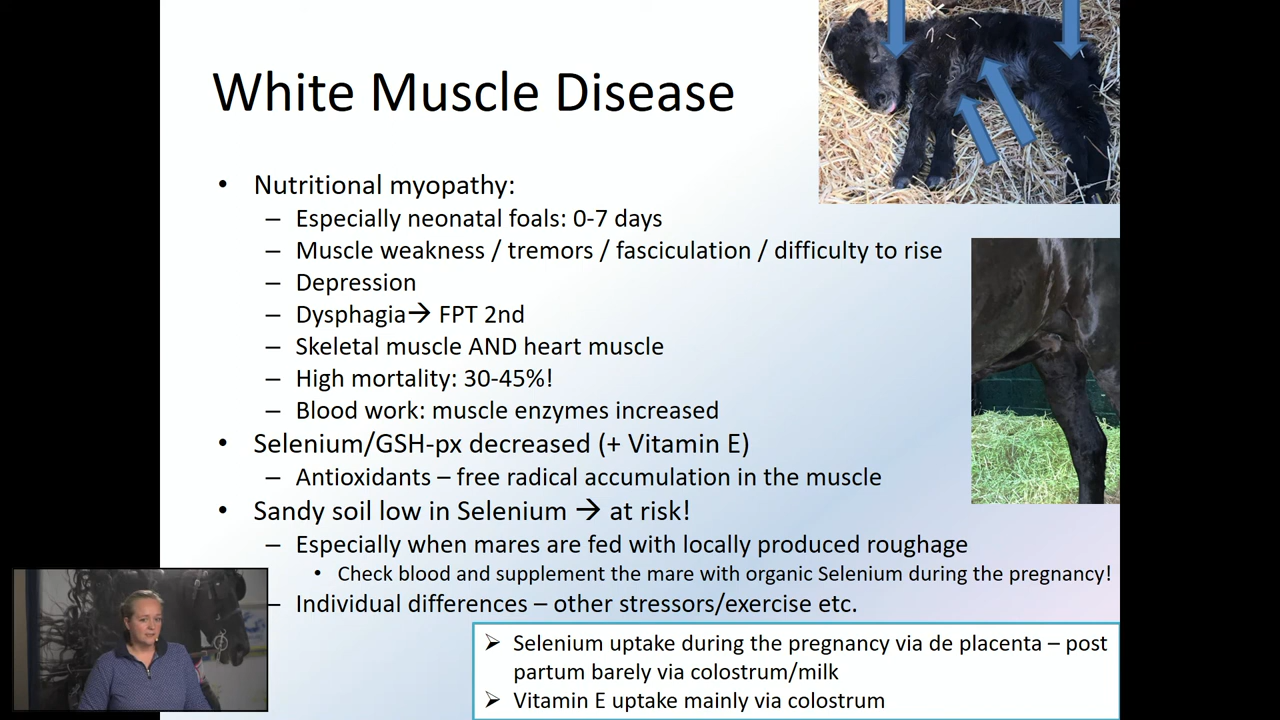 White Muscle Disease
• Nutritional myopathy:
– Especially neonatal foals: 0-7 days
– Muscle weakness / tremors / fasciculation / difficulty to rise
– Depression
– Dysphagia→ FPT 2nd
– Skeletal muscle AND heart muscle
– High mortality: 30-45%!
– Blood work: muscle enzymes increased
• Selenium/GSH-px decreased (+ Vitamin E)
– Antioxidants – free radical accumulation in the muscle
• Sandy soil low in Selenium → at risk!
– Especially when mares are fed with locally produced roughage
• Check blood and supplement the mare with organic Selenium during the pregnancy!
– Individual differences – other stressors/exercise etc.
➢ Selenium uptake during the pregnancy via de placenta – post
partum barely via colostrum/milk
➢ Vitamin E uptake mainly via colostrum